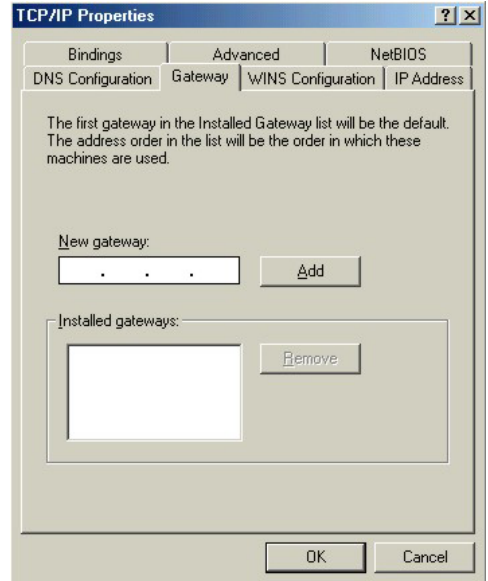 TCP/IP Properties
? ×
Bindings Advanced NetBIOS
DNS Configuration Gateway WINS Configuration IP Address
The first gateway in the Installed Gateway list will be the default.
The address order in the list will be the order in which these
machines are used.
New gateway:
. . .
Add
Installed gateways:
Remove
OK Cancel